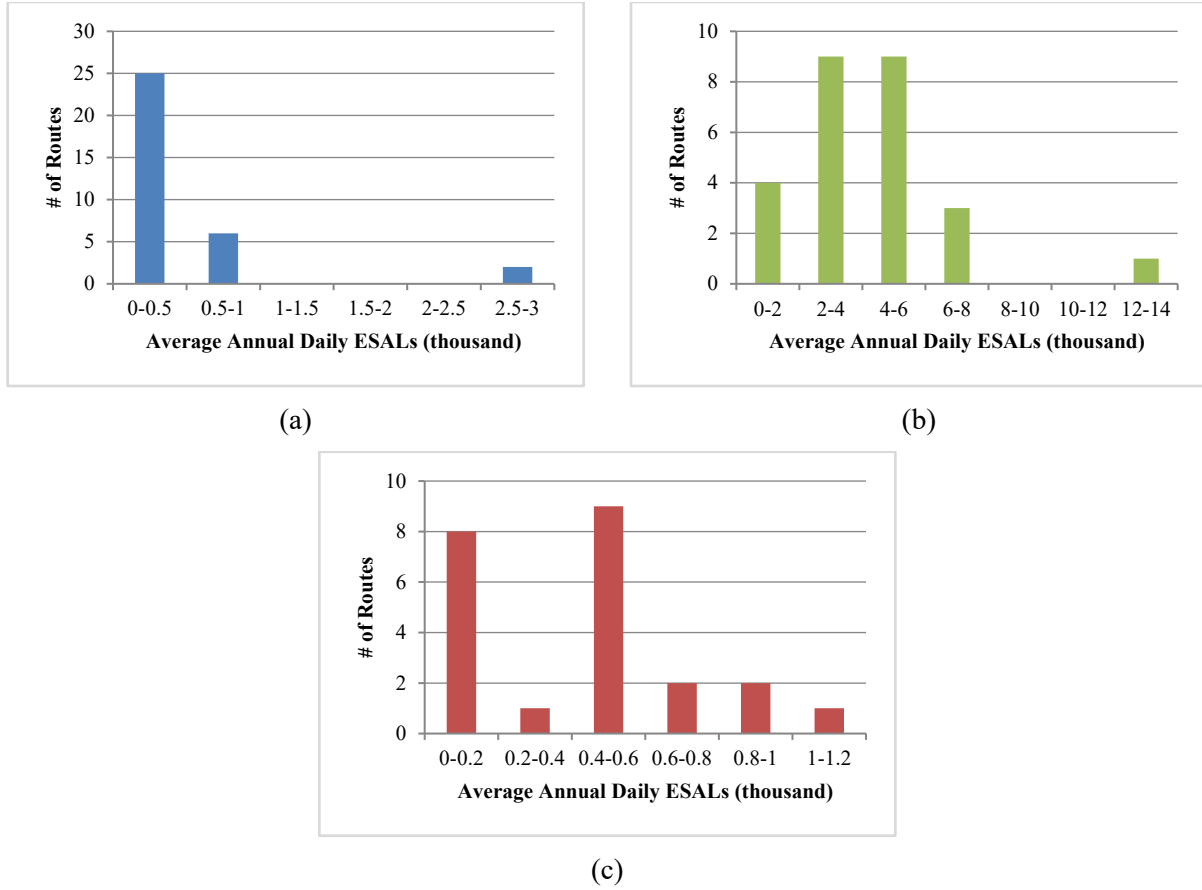 30
25
20
15
10
5
0
# of Routes
0-0.5 0.5-1 1-1.5 1.5-2 2-2.5 2.5-3
Average Annual Daily ESALs (thousand)
(a)
10
8
6
4
2
0
# of Routes
0-2 2-4 4-6 6-8 8-10 10-12 12-14
Average Annual Daily ESALs (thousand)
(b)
10
8
6
4
2
0
# of Routes
0-0.2 0.2-0.4 0.4-0.6 0.6-0.8 0.8-1 1-1.2
Average Annual Daily ESALs (thousand)
(c)